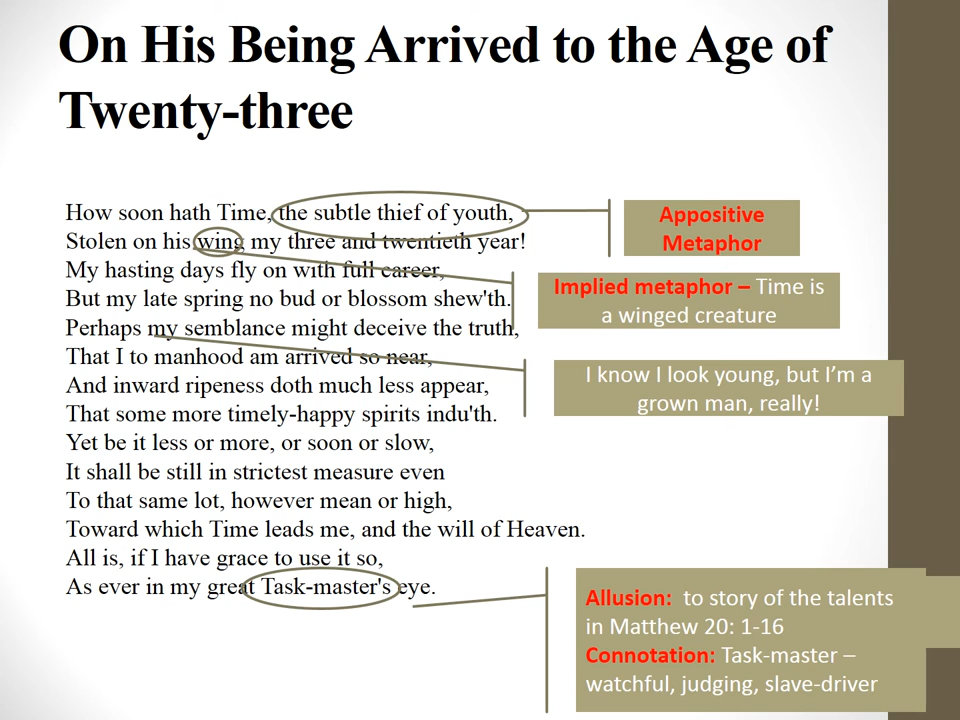 On His Being Arrived to the Age of
Twenty-three
How soon hath Time, the subtle thief of youth,
Stolen on his wing my three and twentieth year!
My hasting days fly on with full career,
But my late spring no bud or blossom shew'th.
Perhaps my semblance might deceive the truth,
That I to manhood am arrived so near,
And inward ripeness doth much less appear,
That some more timely-happy spirits indu'th.
Yet be it less or more, or soon or slow,
It shall be still in strictest measure even
To that same lot, however mean or high,
Toward which Time leads me, and the will of Heaven.
All is, if I have grace to use it so,
As ever in my great Task-master's eye.
Appositive
Metaphor
Implied metaphor – Time is
a winged creature
I know I look young, but I’m a
grown man, really!
Allusion: to story of the talents
in Matthew 20: 1-16
Connotation: Task-master –
watchful, judging, slave-driver